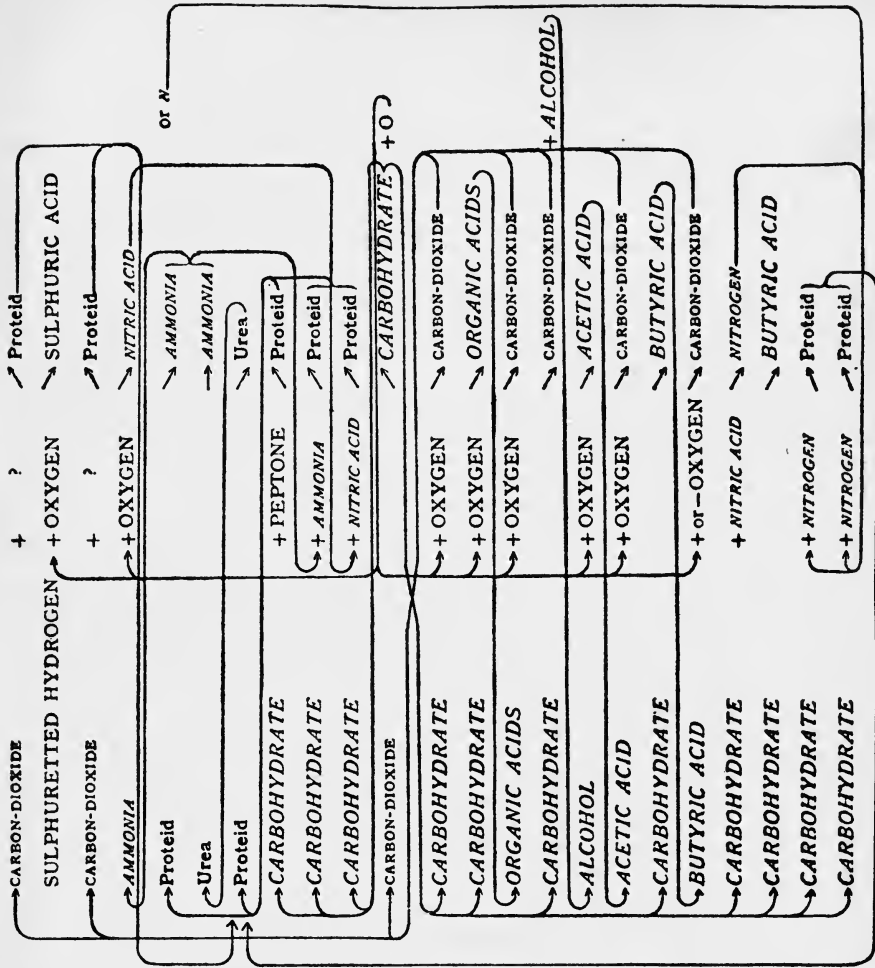 CARBON-DIOXIDE + ? Proteid
SULPHURETTED HYDROGEN + OXYGEN SULPHURIC ACID
CARBON-DIOXIDE + ? Proteid
AMMONIA + OXYGEN NITRIC ACID
Proteid AMMONIA or N
Urea AMMONIA
Proteid Urea
CARBOHYDRATE + PEPTONE Proteid
CARBOHYDRATE + AMMONIA Proteid
CARBOHYDRATE + NITRIC ACID Proteid
CARBON-DIOXIDE CARBOHYDRATE + O
CARBOHYDRATE + OXYGEN CARBON-DIOXIDE
CARBOHYDRATE + OXYGEN ORGANIC ACIDS
ORGANIC ACIDS + OXYGEN CARBON-DIOXIDE
CARBOHYDRATE CARBON-DIOXIDE + ALCOHOL
ALCOHOL + OXYGEN ACETIC ACID
ACETIC ACID + OXYGEN CARBON-DIOXIDE
CARBOHYDRATE BUTYRIC ACID
BUTYRIC ACID + or — OXYGEN CARBON-DIOXIDE
CARBOHYDRATE + NITRIC ACID NITROGEN
CARBOHYDRATE BUTYRIC ACID
CARBOHYDRATE + NITROGEN Proteid
CARBOHYDRATE + NITROGEN Proteid